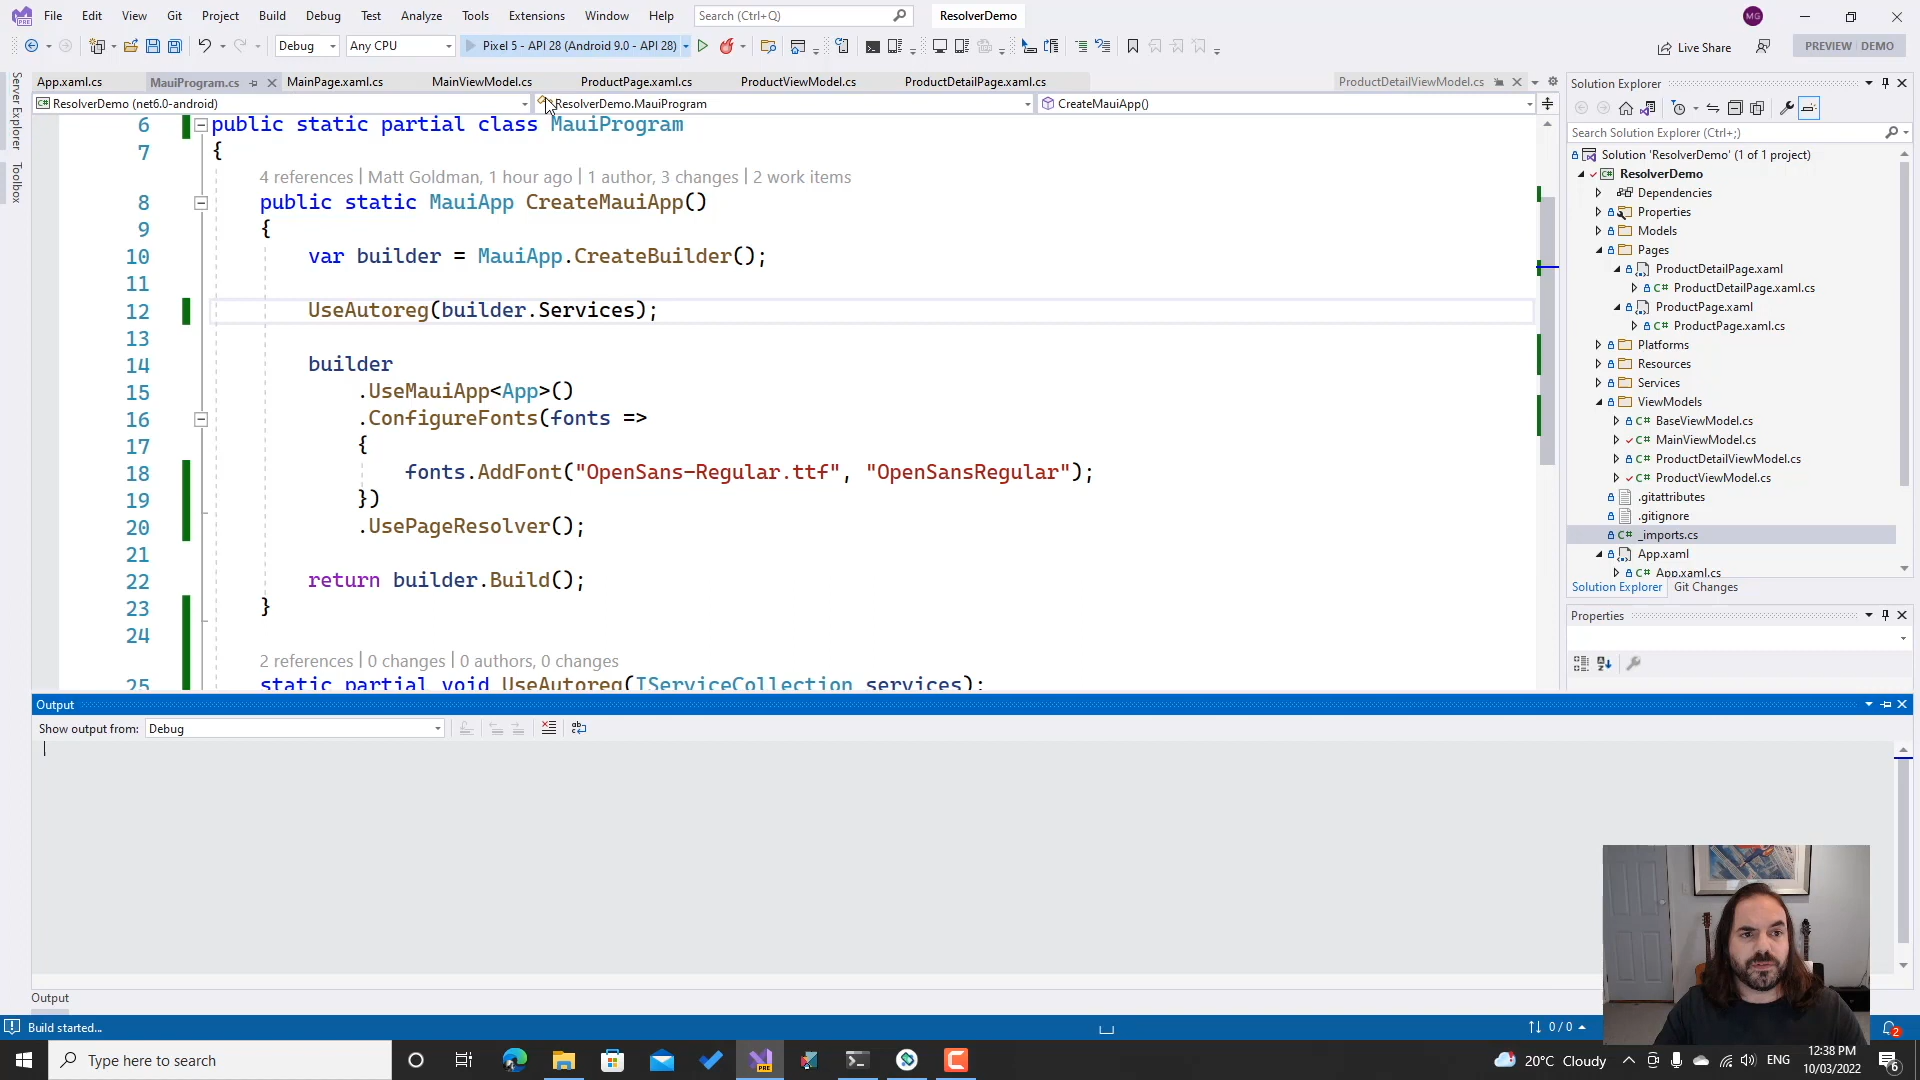 File Edit View Git Project Build Debug Test Analyze Tools Extensions Window Help Search (Ctrl+Q) ResolverDemo MG
Debug Any CPU Pixel 5 - API 28 (Android 9.0 - API 28) Live Share PREVIEW DEMO
App.xaml.cs MauiProgram.cs MainPage.xaml.cs MainViewModel.cs ProductPage.xaml.cs ProductViewModel.cs ProductDetailPage.xaml.cs ProductDetailViewModel.cs
ResolverDemo (net6.0-android) ResolverDemo.MauiProgram CreateMauiApp()
Server Explorer
Toolbox
6 public static partial class MauiProgram
7 {
4 references | Matt Goldman, 1 hour ago | 1 author, 3 changes | 2 work items
8 public static MauiApp CreateMauiApp()
9 {
10 var builder = MauiApp.CreateBuilder();
11
12 UseAutoreg(builder.Services);
13
14 builder
15 .UseMauiApp<App>()
16 .ConfigureFonts(fonts =>
17 {
18 fonts.AddFont("OpenSans-Regular.ttf", "OpenSansRegular");
19 })
20 .UsePageResolver();
21
22 return builder.Build();
23 }
24
2 references | 0 changes | 0 authors, 0 changes
25 static partial void UseAutoreg(IServiceCollection services);
Solution Explorer
Search Solution Explorer (Ctrl+;)
Solution 'ResolverDemo' (1 of 1 project)
ResolverDemo
Dependencies
Properties
Models
Pages
ProductDetailPage.xaml
ProductDetailPage.xaml.cs
ProductPage.xaml
ProductPage.xaml.cs
Platforms
Resources
Services
ViewModels
BaseViewModel.cs
MainViewModel.cs
ProductDetailViewModel.cs
ProductViewModel.cs
.gitattributes
.gitignore
_imports.cs
App.xaml
App.xaml.cs
Solution Explorer Git Changes
Properties
Output
Show output from: Debug
Output
Build started...
0 / 0
2
Type here to search
PRE
20°C Cloudy
ENG
12:38 PM
10/03/2022
6